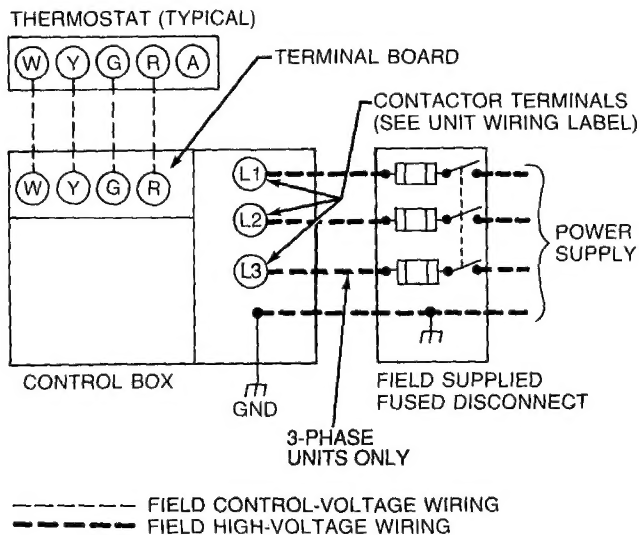 THERMOSTAT (TYPICAL)
W Y G R A
TERMINAL BOARD
CONTACTOR TERMINALS
(SEE UNIT WIRING LABEL)
W Y G R
L1
L2
L3
POWER
SUPPLY
CONTROL BOX
GND
FIELD SUPPLIED
FUSED DISCONNECT
3-PHASE
UNITS ONLY
FIELD CONTROL-VOLTAGE WIRING
FIELD HIGH-VOLTAGE WIRING